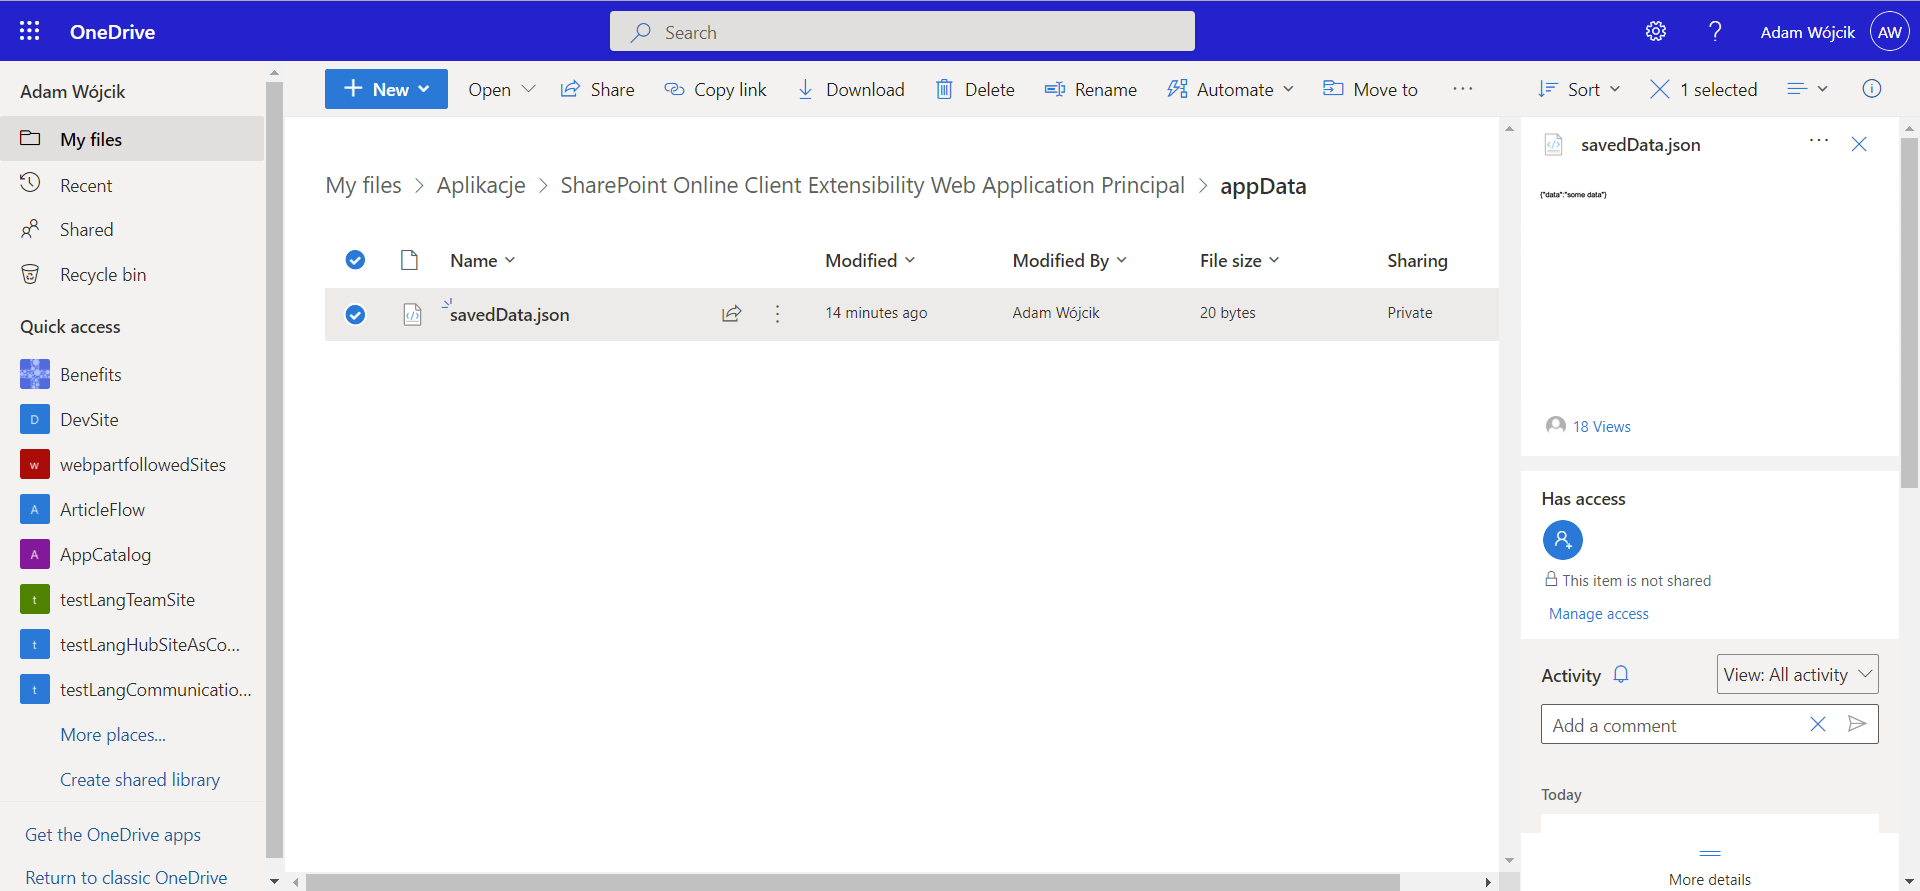 OneDrive
Search
Adam Wójcik
AW
Adam Wójcik
My files
Recent
Shared
Recycle bin
Quick access
Benefits
D
DevSite
w
webpartfollowedSites
A
ArticleFlow
A
AppCatalog
t
testLangTeamSite
t
testLangHubSiteAsCo...
t
testLangCommunicatio...
More places...
Create shared library
Get the OneDrive apps
Return to classic OneDrive
New
Open
Share
Copy link
Download
Delete
Rename
Automate
Move to
...
Sort
1 selected
My files > Aplikacje > SharePoint Online Client Extensibility Web Application Principal > appData
Name
Modified
Modified By
File size
Sharing
savedData.json
14 minutes ago
Adam Wójcik
20 bytes
Private
savedData.json
...
{"data":"some data"}
18 Views
Has access
This item is not shared
Manage access
Activity
View: All activity
Add a comment
Today
More details